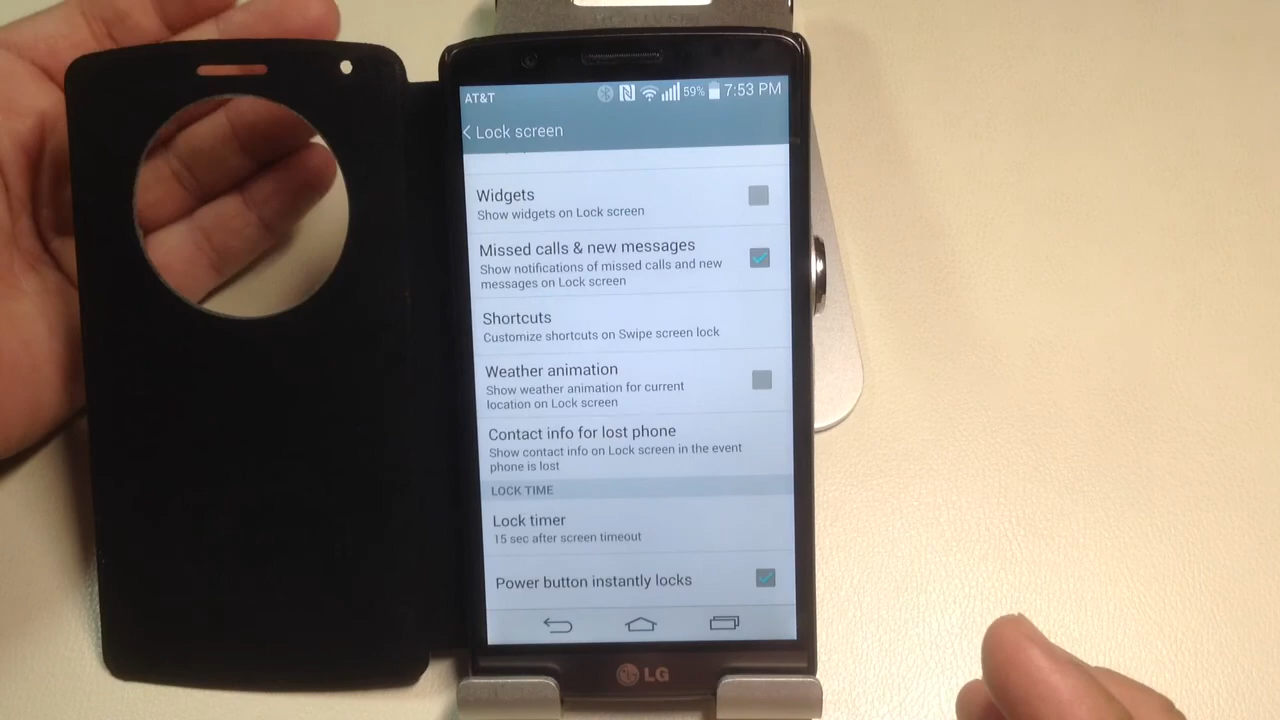 AT&T 59% 7:53 PM
< Lock screen
Widgets
Show widgets on Lock screen
Missed calls & new messages
Show notifications of missed calls and new
messages on Lock screen
Shortcuts
Customize shortcuts on Swipe screen lock
Weather animation
Show weather animation for current
location on Lock screen
Contact info for lost phone
Show contact info on Lock screen in the event
phone is lost
LOCK TIME
Lock timer
15 sec after screen timeout
Power button instantly locks
LG